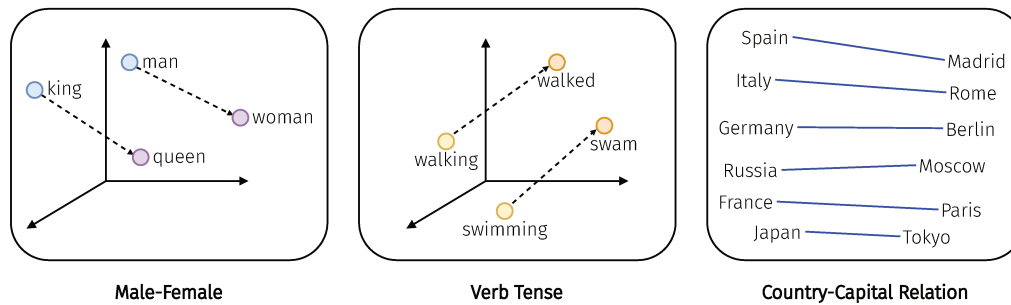 man
king
woman
queen
Male-Female
walked
walking
swam
swimming
Verb Tense
Spain Madrid
Italy Rome
Germany Berlin
Russia Moscow
France Paris
Japan Tokyo
Country-Capital Relation